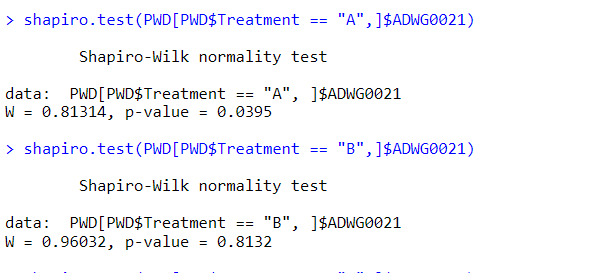 > shapiro.test(PWD[PWD$Treatment == "A",]$ADWG0021)
Shapiro-Wilk normality test
data:  PWD[PWD$Treatment == "A", ]$ADWG0021
W = 0.81314, p-value = 0.0395
> shapiro.test(PWD[PWD$Treatment == "B",]$ADWG0021)
Shapiro-Wilk normality test
data:  PWD[PWD$Treatment == "B", ]$ADWG0021
W = 0.96032, p-value = 0.8132